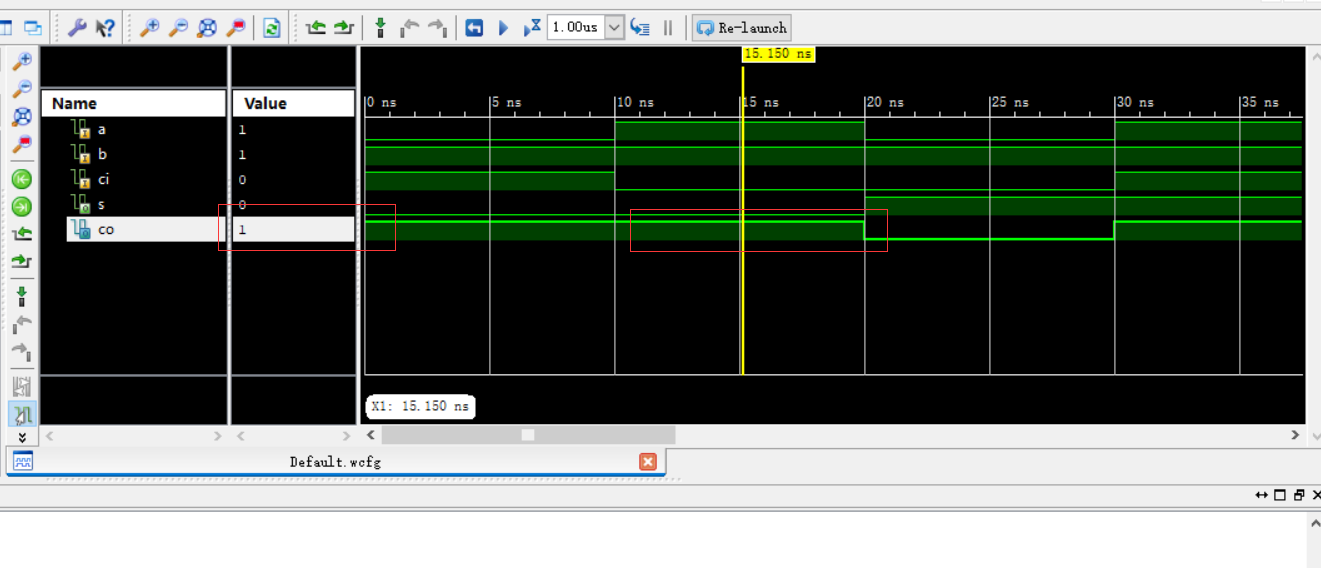 1.00us Re-launch
15.150 ns
Name Value
0 ns 5 ns 10 ns 15 ns 20 ns 25 ns 30 ns 35 ns
a 1
b 1
ci 0
s 0
co 1
X1: 15.150 ns
Default.wcfg